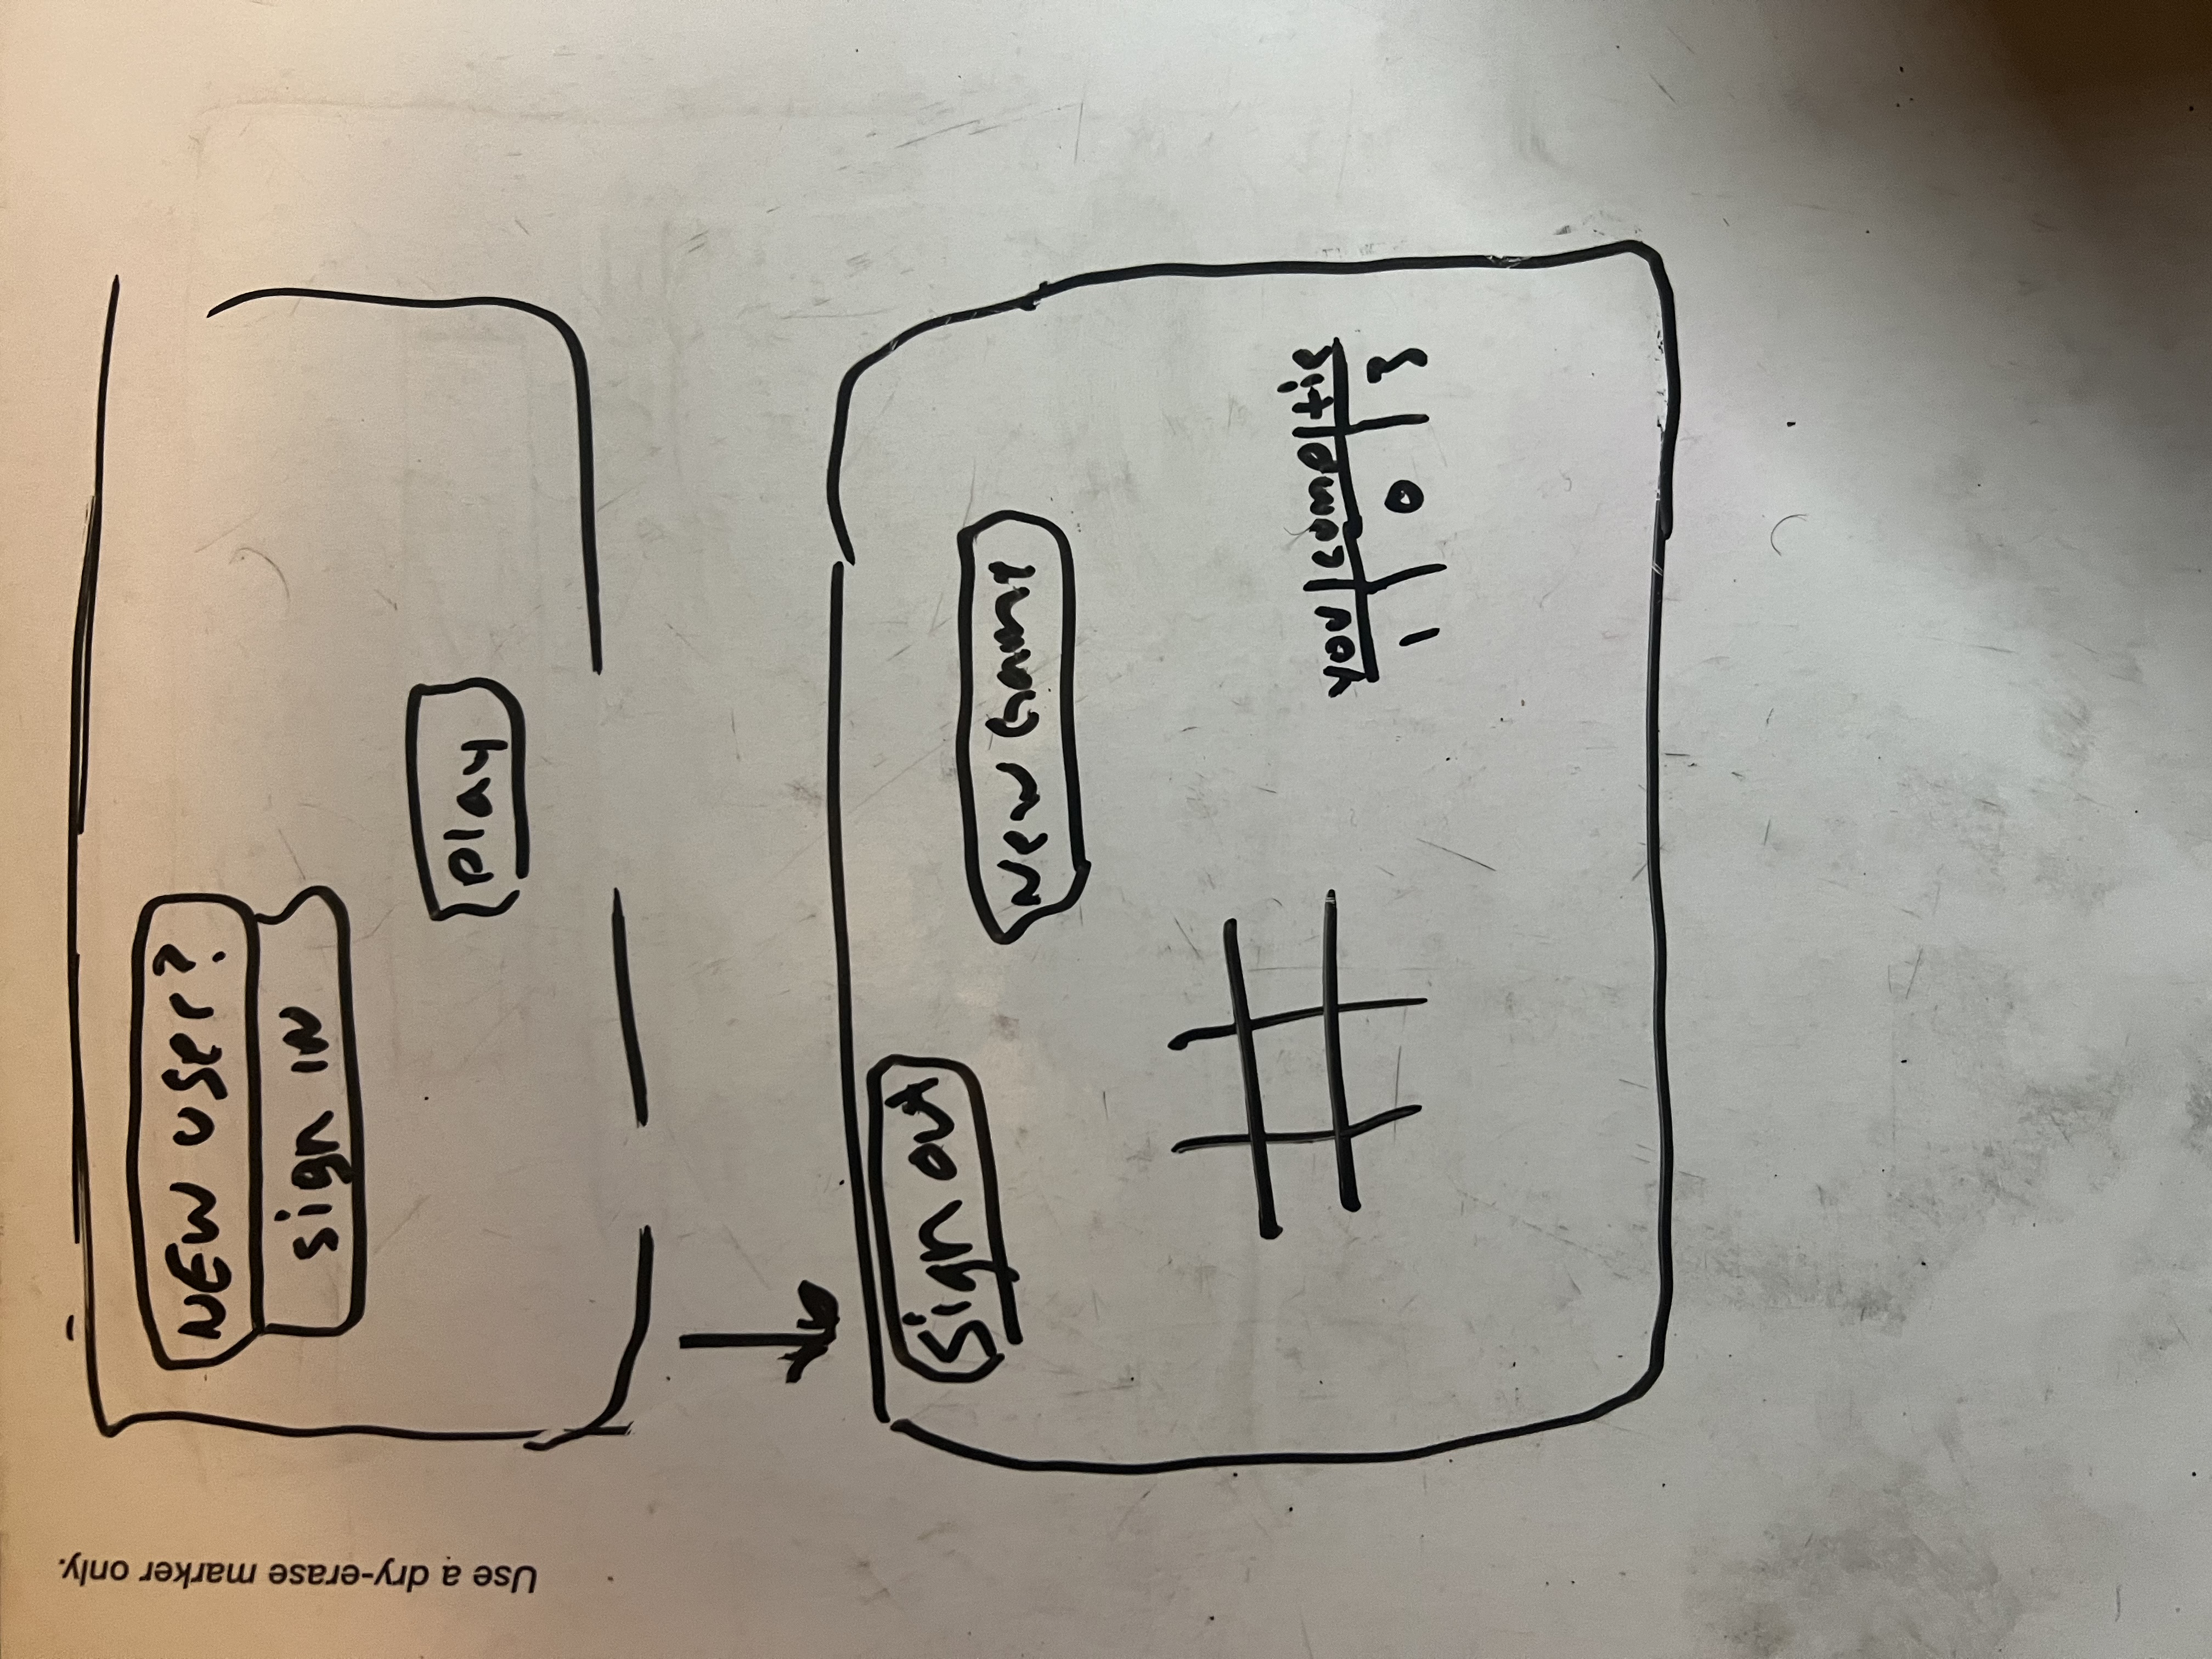 Use a dry-erase marker only.
NEW user?
sign IN
play
sign out
New Game
you comp tie
1 0 3